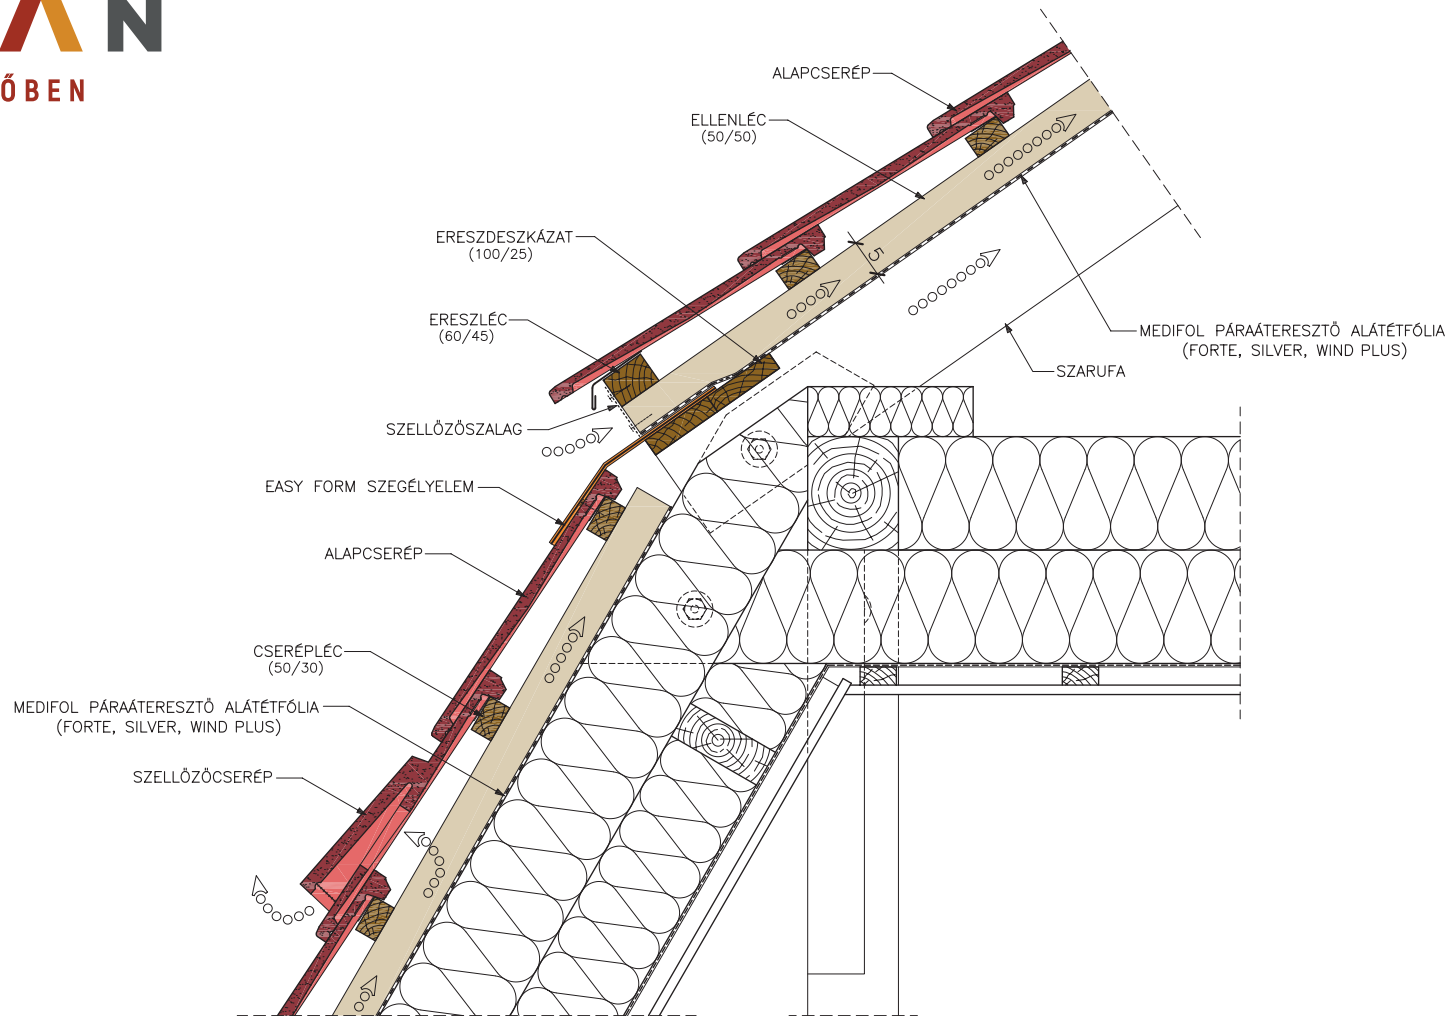 ŐBEN
ALAPCSERÉP
ELLENLÉC
(50/50)
ERESZDESZKÁZAT
(100/25)
5
ERESZLÉC
(60/45)
MEDIFOL PÁRAÁTERESZTŐ ALÁTÉTFÓLIA
(FORTE, SILVER, WIND PLUS)
SZARUFA
SZELLŐZŐSZALAG
EASY FORM SZEGÉLYELEM
ALAPCSERÉP
CSERÉPLÉC
(50/30)
MEDIFOL PÁRAÁTERESZTŐ ALÁTÉTFÓLIA
(FORTE, SILVER, WIND PLUS)
SZELLŐZŐCSERÉP